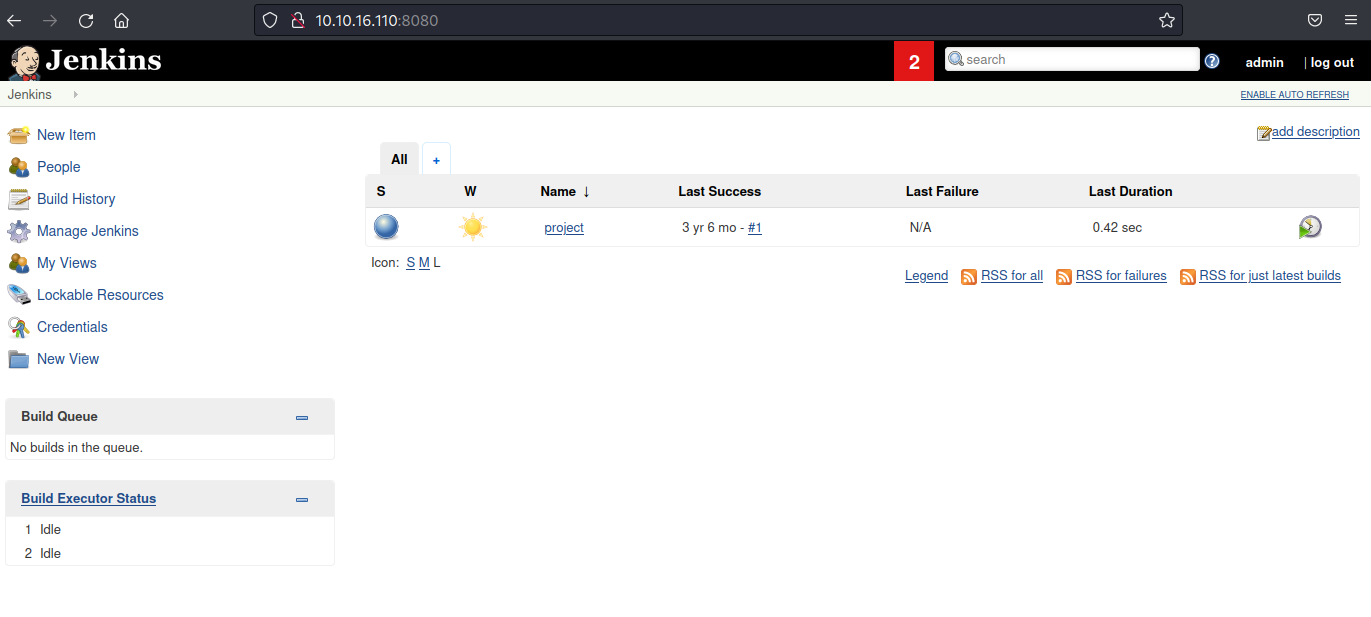 10.10.16.110:8080
Jenkins 2 search ? admin | log out
Jenkins ENABLE AUTO REFRESH
add description
New Item
People
Build History
Manage Jenkins
My Views
Lockable Resources
Credentials
New View
Build Queue
No builds in the queue.
Build Executor Status
1 Idle
2 Idle
All +
S W Name ↓ Last Success Last Failure Last Duration
project 3 yr 6 mo - #1 N/A 0.42 sec
Icon: S M L
Legend RSS for all RSS for failures RSS for just latest builds